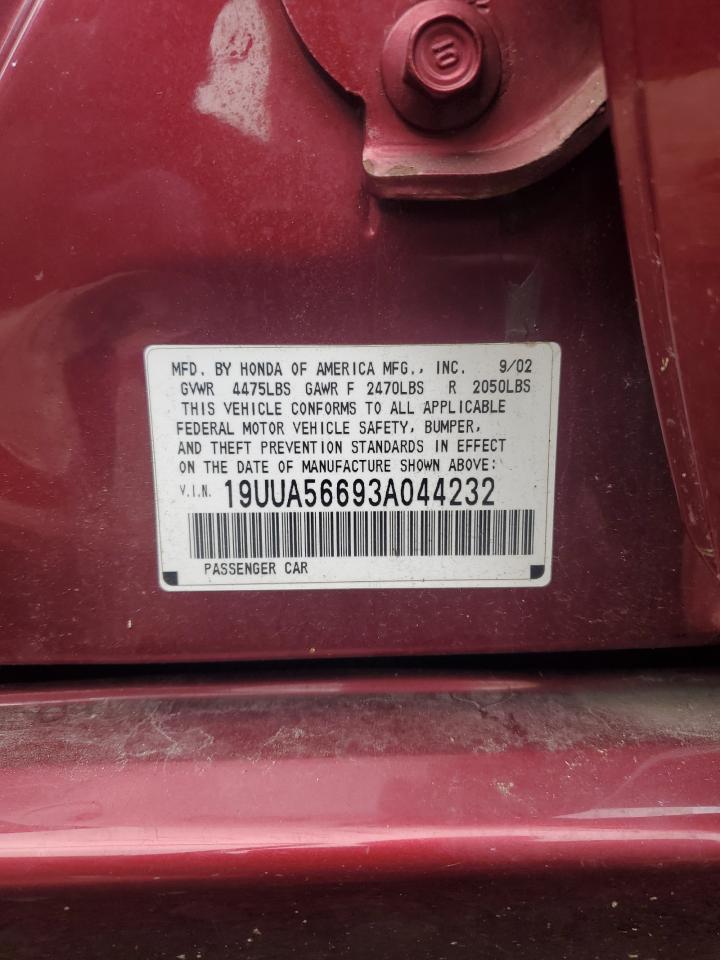 10
MFD. BY HONDA OF AMERICA MFG., INC. 9/02
GVWR 4475LBS GAWR F 2470LBS R 2050LBS
THIS VEHICLE CONFORMS TO ALL APPLICABLE
FEDERAL MOTOR VEHICLE SAFETY, BUMPER,
AND THEFT PREVENTION STANDARDS IN EFFECT
ON THE DATE OF MANUFACTURE SHOWN ABOVE:
V.I.N. 19UUA56693A044232
PASSENGER CAR